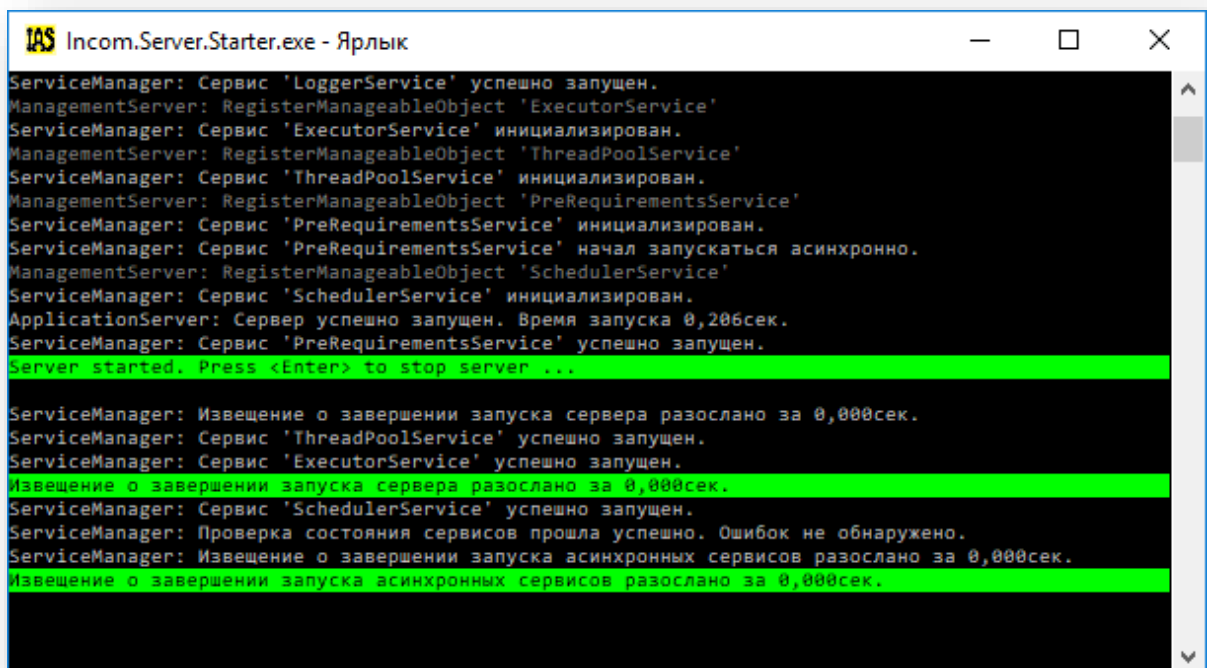 IAS Incom.Server.Starter.exe - Ярлык
ServiceManager: Сервис 'LoggerService' успешно запущен.
ManagementServer: RegisterManageableObject 'ExecutorService'
ServiceManager: Сервис 'ExecutorService' инициализирован.
ManagementServer: RegisterManageableObject 'ThreadPoolService'
ServiceManager: Сервис 'ThreadPoolService' инициализирован.
ManagementServer: RegisterManageableObject 'PreRequirementsService'
ServiceManager: Сервис 'PreRequirementsService' инициализирован.
ServiceManager: Сервис 'PreRequirementsService' начал запускаться асинхронно.
ManagementServer: RegisterManageableObject 'SchedulerService'
ServiceManager: Сервис 'SchedulerService' инициализирован.
ApplicationServer: Сервер успешно запущен. Время запуска 0,206сек.
ServiceManager: Сервис 'PreRequirementsService' успешно запущен.
Server started. Press <Enter> to stop server ...
ServiceManager: Извещение о завершении запуска сервера разослано за 0,000сек.
ServiceManager: Сервис 'ThreadPoolService' успешно запущен.
ServiceManager: Сервис 'ExecutorService' успешно запущен.
Извещение о завершении запуска сервера разослано за 0,000сек.
ServiceManager: Сервис 'SchedulerService' успешно запущен.
ServiceManager: Проверка состояния сервисов прошла успешно. Ошибок не обнаружено.
ServiceManager: Извещение о завершении запуска асинхронных сервисов разослано за 0,000сек.
Извещение о завершении запуска асинхронных сервисов разослано за 0,000сек.